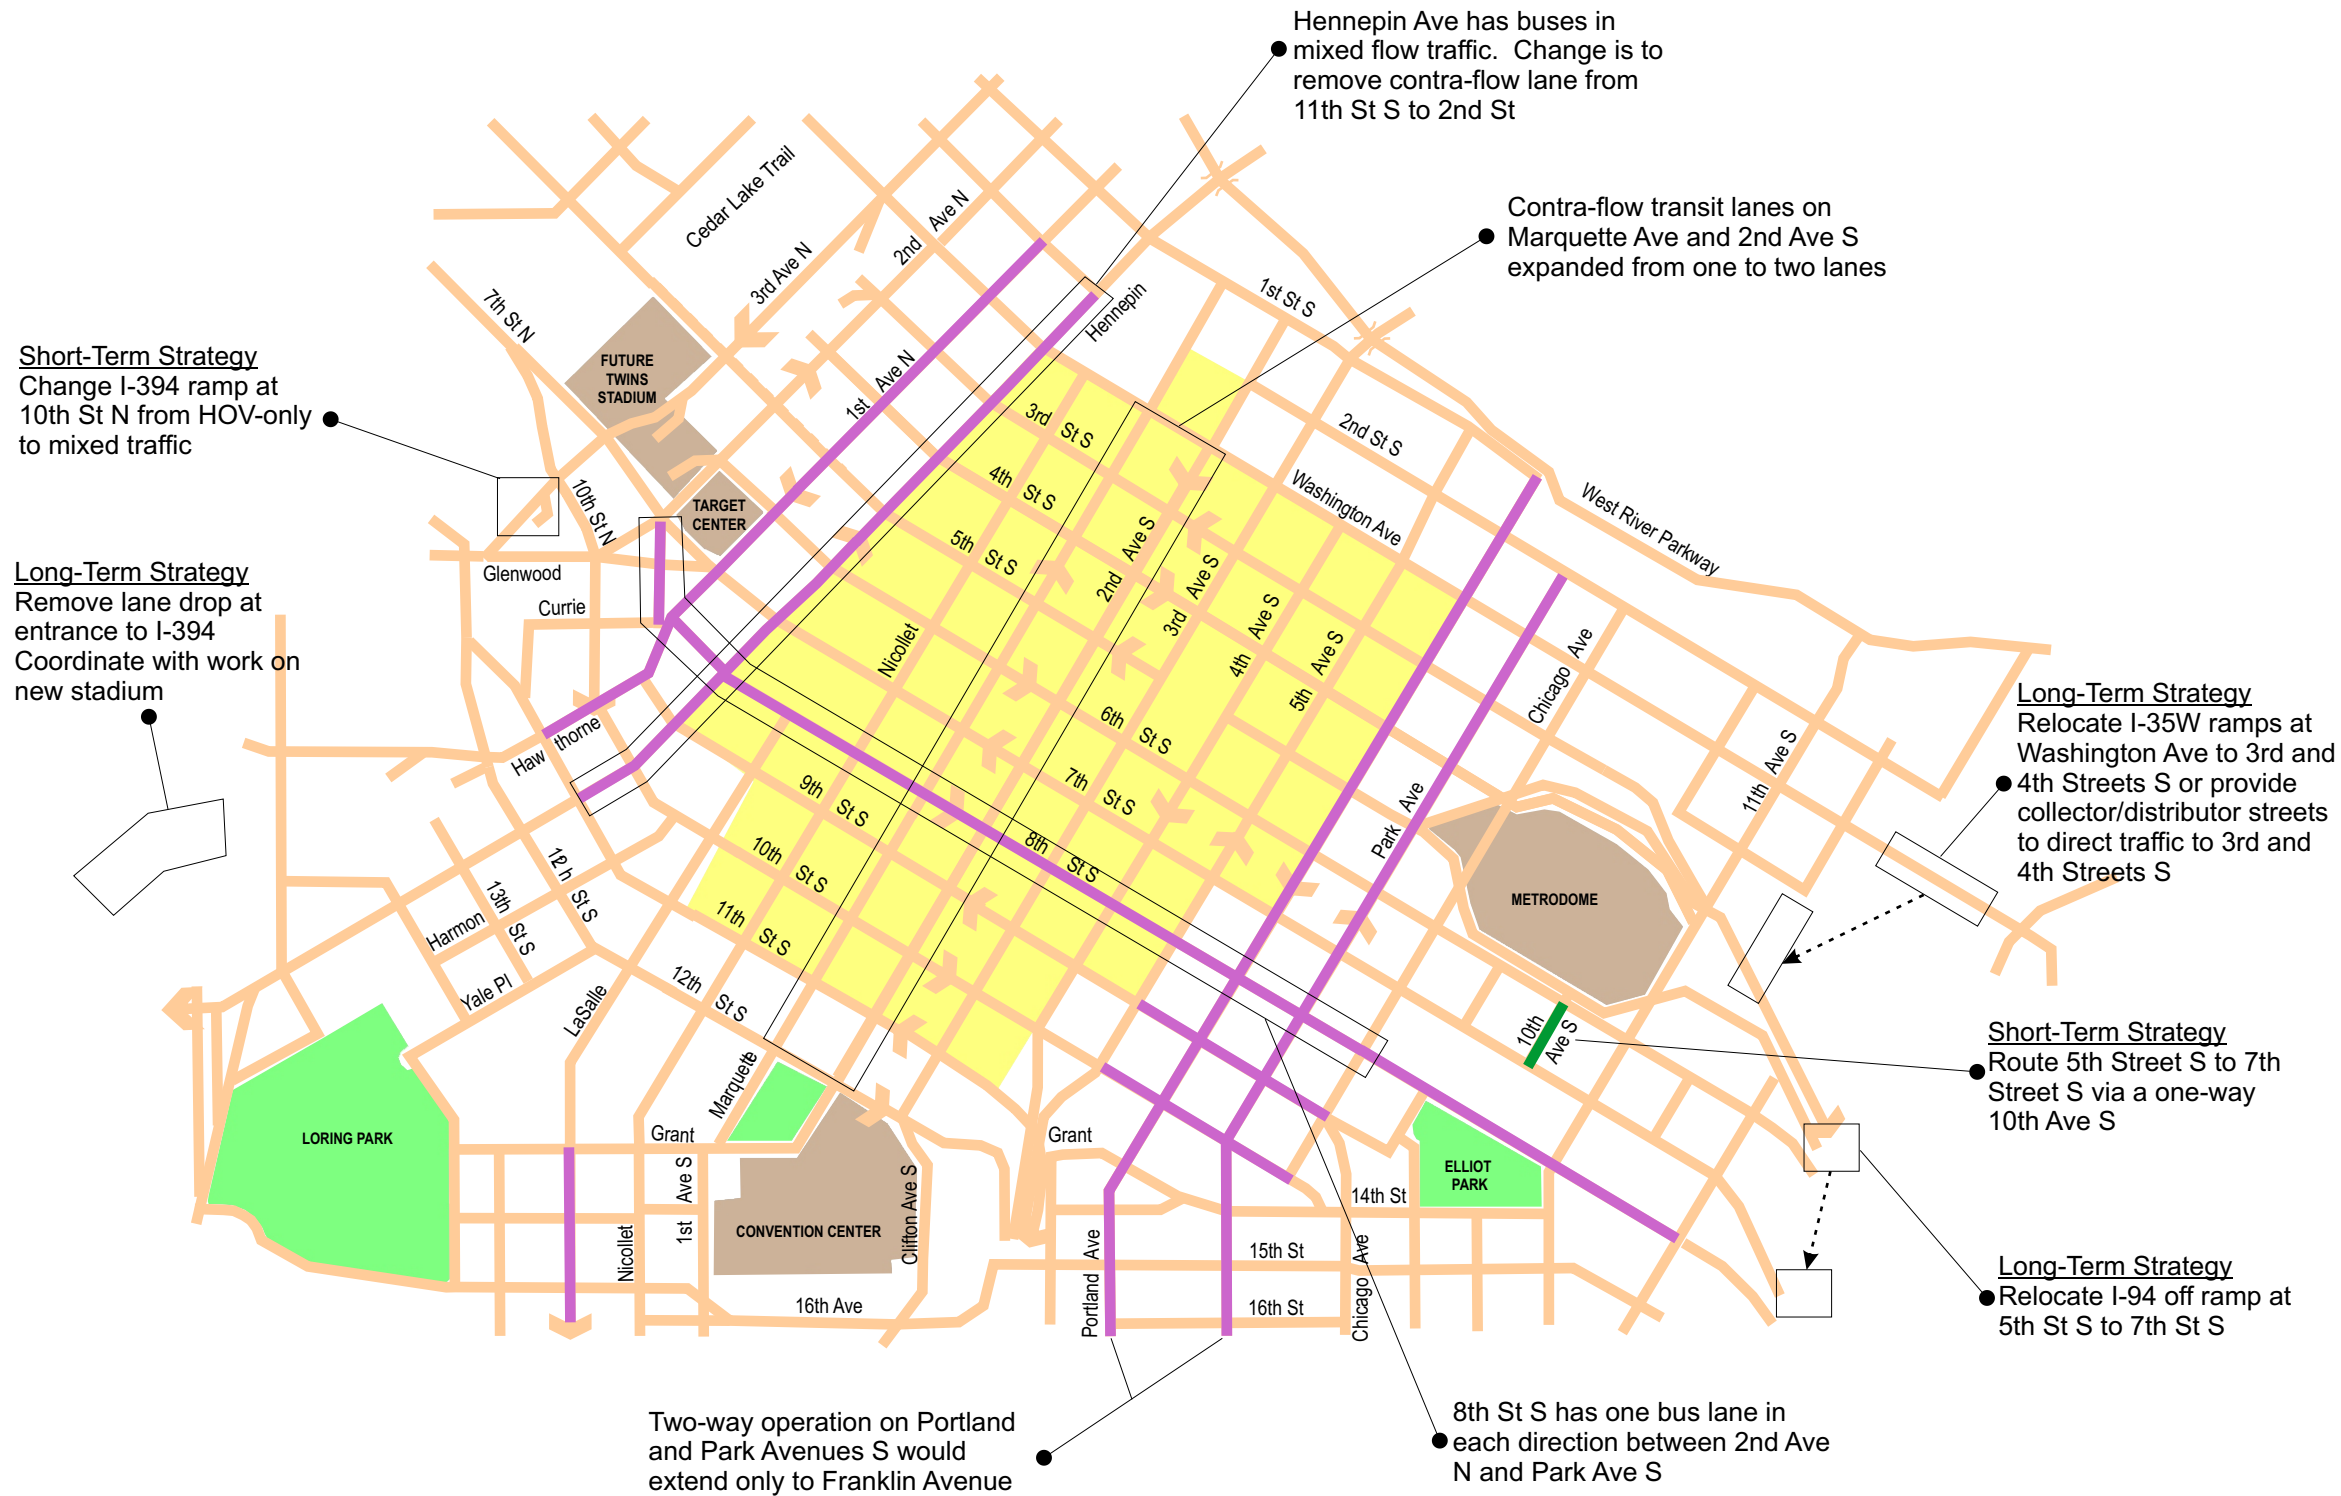 Hennepin Ave has buses in
mixed flow traffic.  Change is to
remove contra-flow lane from
11th St S to 2nd St
Contra-flow transit lanes on
Marquette Ave and 2nd Ave S
expanded from one to two lanes
Short-Term Strategy
Change I-394 ramp at
10th St N from HOV-only
to mixed traffic
Long-Term Strategy
Remove lane drop at
entrance to I-394
Coordinate with work on
new stadium
Long-Term Strategy
Relocate I-35W ramps at
Washington Ave to 3rd and
4th Streets S or provide
collector/distributor streets
to direct traffic to 3rd and
4th Streets S
Short-Term Strategy
Route 5th Street S to 7th
Street S via a one-way
10th Ave S
Long-Term Strategy
Relocate I-94 off ramp at
5th St S to 7th St S
Two-way operation on Portland
and Park Avenues S would
extend only to Franklin Avenue
8th St S has one bus lane in
each direction between 2nd Ave
N and Park Ave S
Cedar Lake Trail
2nd Ave N
3rd Ave N
7th St N
FUTURE
TWINS
STADIUM
1st Ave N
Hennepin
1st St S
2nd St S
Washington Ave
West River Parkway
3rd St S
4th St S
5th St S
TARGET
CENTER
10th St N
Glenwood
Currie
Haw thorne
Nicollet
2nd Ave S
3rd Ave S
4th Ave S
5th Ave S
6th St S
7th St S
8th St S
9th St S
10th St S
11th St S
12th St S
12 h St S
13th St S
Harmon
Yale Pl
LaSalle
Marquette
Park Ave
Chicago Ave
11th Ave S
METRODOME
10th
Ave S
LORING PARK
Grant
Grant
1st Ave S
Nicollet
CONVENTION CENTER
Clifton Ave S
16th Ave
Portland Ave
14th St
15th St
16th St
Chicago Ave
ELLIOT
PARK